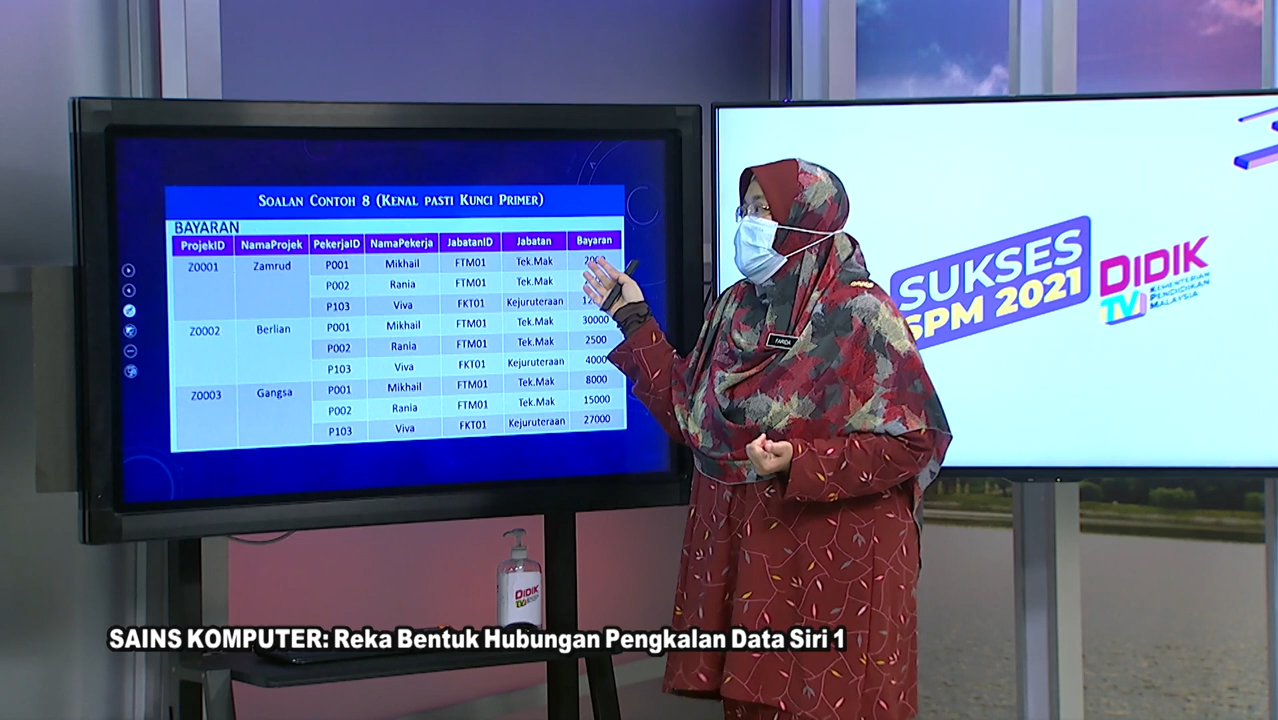 SOALAN CONTOH 8 (KENAL PASTI KUNCI PRIMER)
BAYARAN
ProjekID NamaProjek PekerjaID NamaPekerja JabatanID Jabatan Bayaran
Z0001 Zamrud P001 Mikhail FTM01 Tek.Mak
P002 Rania FTM01 Tek.Mak
P103 Viva FKT01 Kejuruteraan
Z0002 Berlian P001 Mikhail FTM01 Tek.Mak 30000
P002 Rania FTM01 Tek.Mak 2500
P103 Viva FKT01 Kejuruteraan 4000
Z0003 Gangsa P001 Mikhail FTM01 Tek.Mak 8000
P002 Rania FTM01 Tek.Mak 15000
P103 Viva FKT01 Kejuruteraan 27000
SUKSES
SPM 2021
DIDIK
TV
KEMENTERIAN
PENDIDIKAN
MALAYSIA
FARIDA
DIDIK
TV
SAINS KOMPUTER: Reka Bentuk Hubungan Pengkalan Data Siri 1